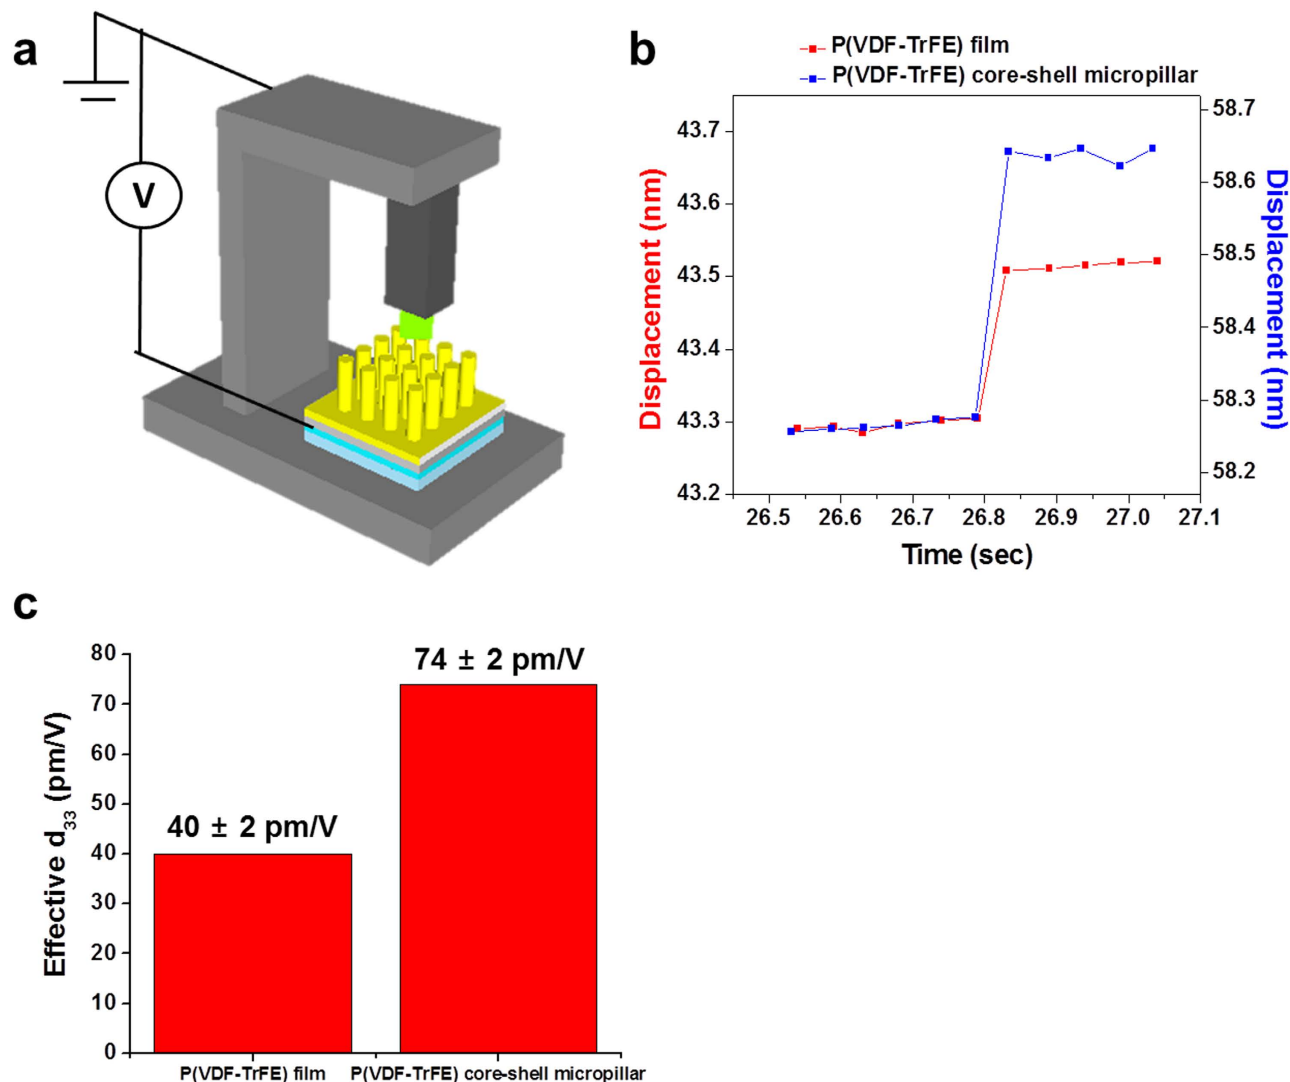 a
V
b
P(VDF-TrFE) film
P(VDF-TrFE) core-shell micropillar
Displacement (nm)
43.7
43.6
43.5
43.4
43.3
43.2
58.7
58.6
58.5
58.4
58.3
58.2
Displacement (nm)
26.5 26.6 26.7 26.8 26.9 27.0 27.1
Time (sec)
c
Effective d33 (pm/V)
80
70
60
50
40
30
20
10
0
40 ± 2 pm/V
74 ± 2 pm/V
P(VDF-TrFE) film P(VDF-TrFE) core-shell micropillar